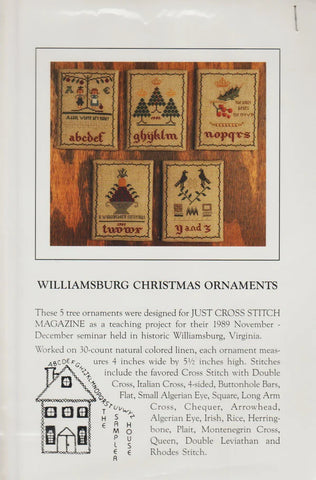 A E
abcdef
1990
ghijklm
nopqrs
tuvwx
y and z
WILLIAMSBURG CHRISTMAS ORNAMENTS
These 5 tree ornaments were designed for JUST CROSS STITCH
MAGAZINE as a teaching project for their 1989 November -
December seminar held in historic Williamsburg, Virginia.
Worked on 30-count natural colored linen, each ornament meas-
ures 4 inches wide by 5½ inches high. Stitches
include the favored Cross Stitch with Double
Cross, Italian Cross, 4-sided, Buttonhole Bars,
Flat, Small Algerian Eye, Square, Long Arm
Cross, Chequer, Arrowhead,
Algerian Eye, Irish, Rice, Herring-
bone, Plait, Montenegrin Cross,
Queen, Double Leviathan and
Rhodes Stitch.
ABCDEFGHIJKLMNOPQRSTUVWYZ
THE
SAMPLER
HOUSE